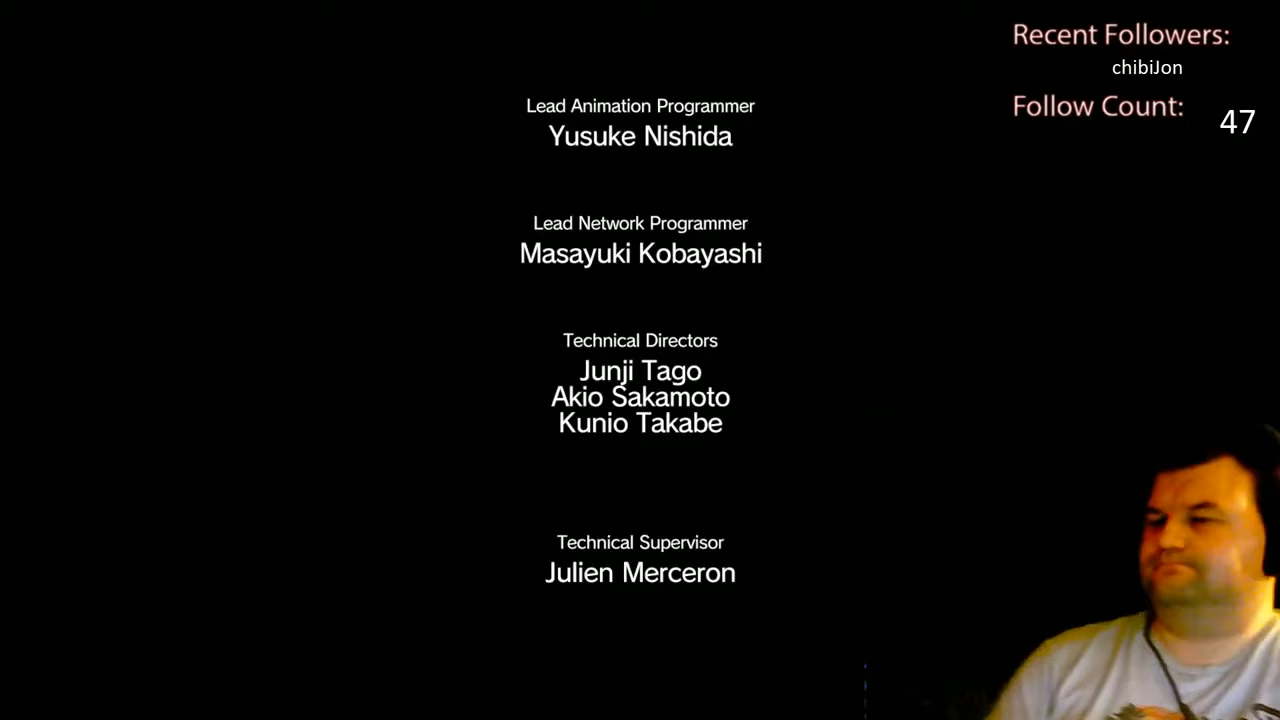 Recent Followers:
chibiJon
Follow Count:
47
Lead Animation Programmer
Yusuke Nishida
Lead Network Programmer
Masayuki Kobayashi
Technical Directors
Junji Tago
Akio Sakamoto
Kunio Takabe
Technical Supervisor
Julien Merceron